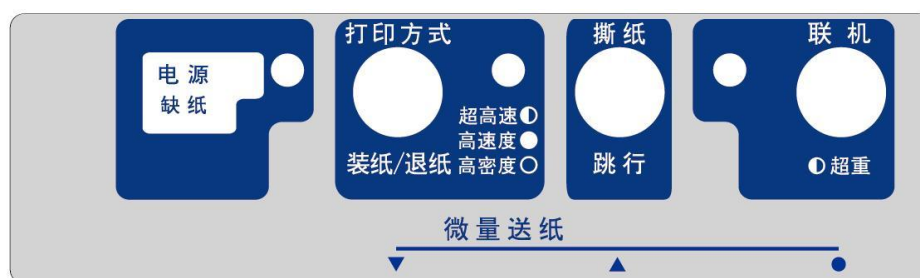 电源
缺纸
打印方式
超高速
高速度
高密度
装纸/退纸
撕纸
跳行
联机
超重
微量送纸